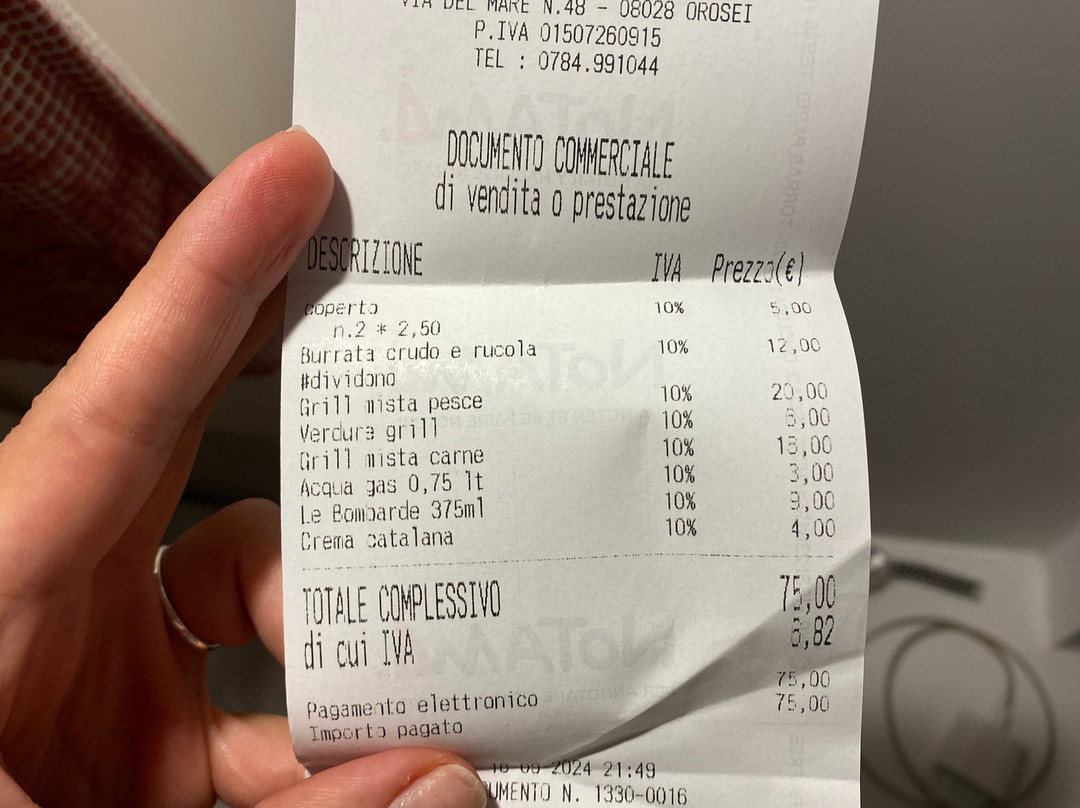 VIA DEL MARE N.48 - 08028 OROSEI
P.IVA 01507260915
TEL : 0784.991044
DOCUMENTO COMMERCIALE
di vendita o prestazione
DESCRIZIONE IVA Prezzo(€)
coperto 10% 5,00
n.2 * 2,50
Burrata crudo e rucola 10% 12,00
#dividono
Grill mista pesce 10% 20,00
Verdure grill 10% 6,00
Grill mista carne 10% 16,00
Acqua gas 0,75 lt 10% 3,00
Le Bombarde 375ml 10% 9,00
Crema catalana 10% 4,00
TOTALE COMPLESSIVO 75,00
di cui IVA 6,82
Pagamento elettronico 75,00
Importo pagato 75,00
2024 21:49
UMENTO N. 1330-0016